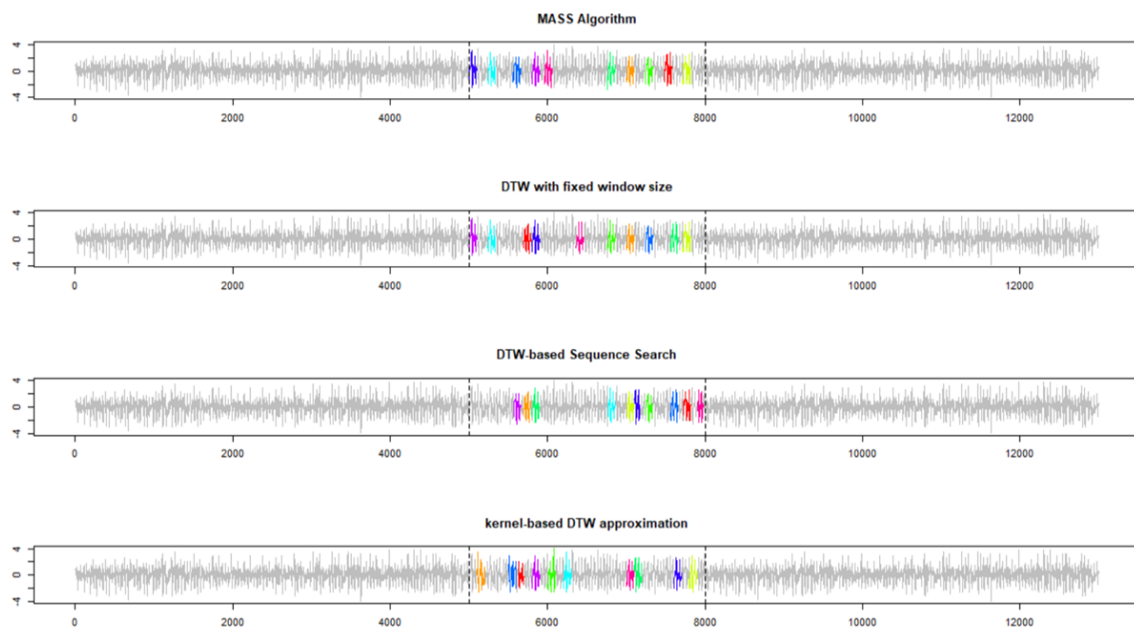 MASS Algorithm
4
0
-4
0 2000 4000 6000 8000 10000 12000
DTW with fixed window size
4
0
-4
0 2000 4000 6000 8000 10000 12000
DTW-based Sequence Search
4
0
-4
0 2000 4000 6000 8000 10000 12000
kernel-based DTW approximation
4
0
-4
0 2000 4000 6000 8000 10000 12000